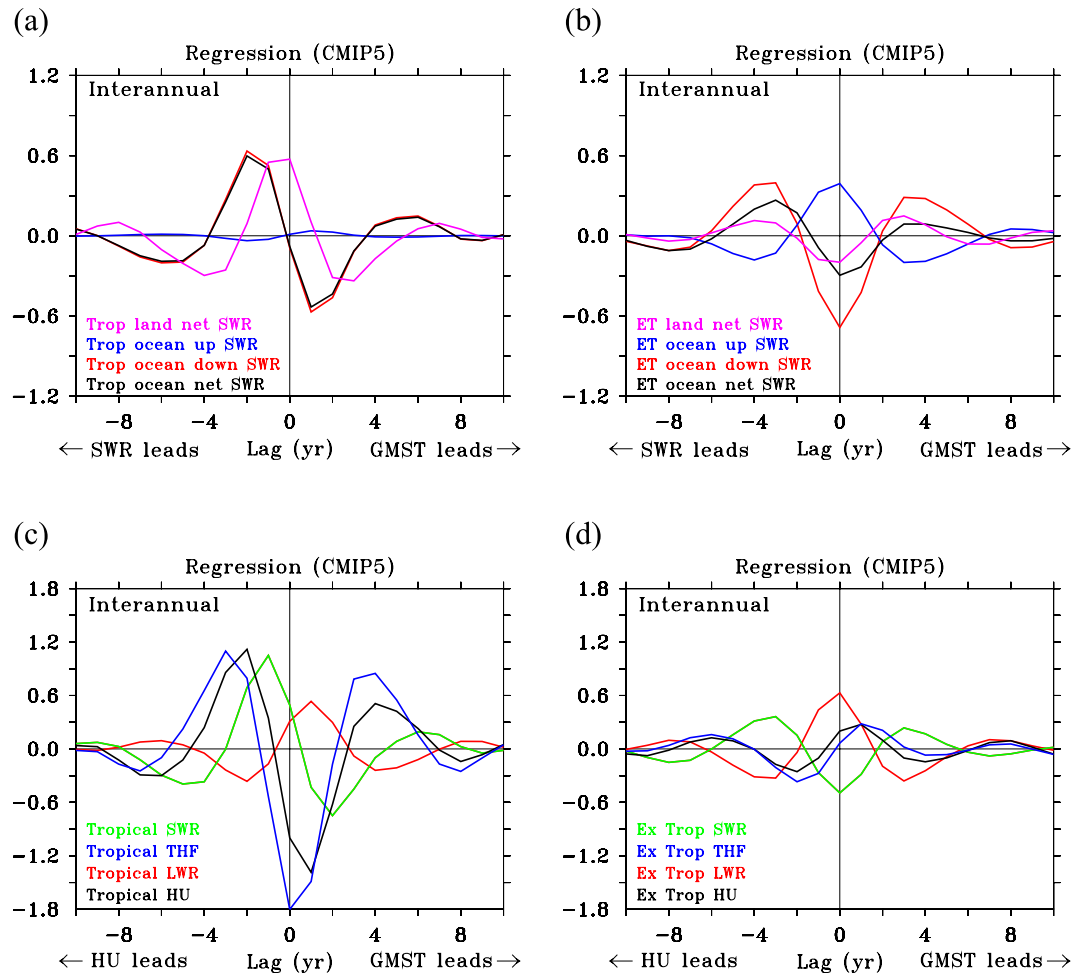 (a)
Regression (CMIP5)
Interannual
1.2
0.6
0.0
−0.6
−1.2
Trop land net SWR
Trop ocean up SWR
Trop ocean down SWR
Trop ocean net SWR
−8 −4 0 4 8
← SWR leads Lag (yr) GMST leads →
(b)
Regression (CMIP5)
Interannual
1.2
0.6
0.0
−0.6
−1.2
ET land net SWR
ET ocean up SWR
ET ocean down SWR
ET ocean net SWR
−8 −4 0 4 8
← SWR leads Lag (yr) GMST leads →
(c)
Regression (CMIP5)
Interannual
1.8
1.2
0.6
0.0
−0.6
−1.2
−1.8
Tropical SWR
Tropical THF
Tropical LWR
Tropical HU
−8 −4 0 4 8
← HU leads Lag (yr) GMST leads →
(d)
Regression (CMIP5)
Interannual
1.8
1.2
0.6
0.0
−0.6
−1.2
−1.8
Ex Trop SWR
Ex Trop THF
Ex Trop LWR
Ex Trop HU
−8 −4 0 4 8
← HU leads Lag (yr) GMST leads →